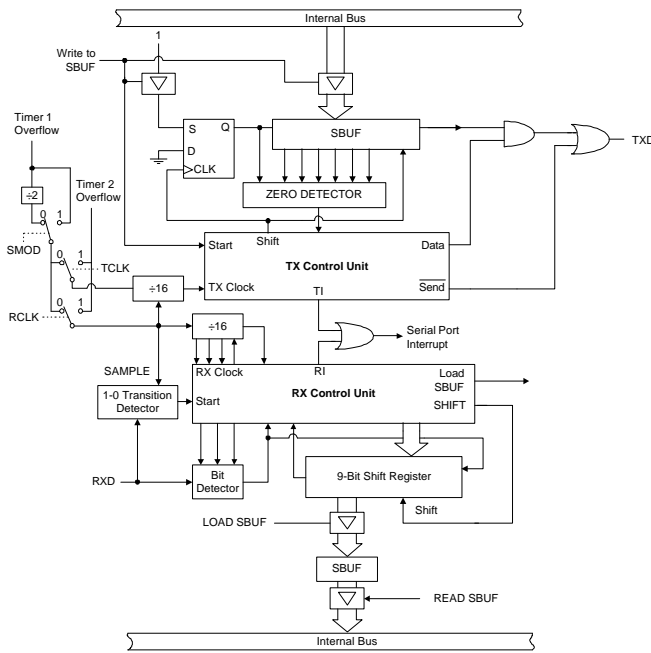 Internal Bus
1
Write to
SBUF
Timer 1
Overflow
S
Q
D
CLK
SBUF
TXD
÷2
Timer 2
Overflow
ZERO DETECTOR
0 1
SMOD
Start
Shift
Data
TX Control Unit
0 1
TCLK
÷16
TX Clock
TI
Send
RCLK
0 1
÷16
Serial Port
Interrupt
SAMPLE
RX Clock
RI
Load
SBUF
1-0 Transition
Detector
Start
RX Control Unit
SHIFT
RXD
Bit
Detector
9-Bit Shift Register
Shift
LOAD SBUF
SBUF
READ SBUF
Internal Bus